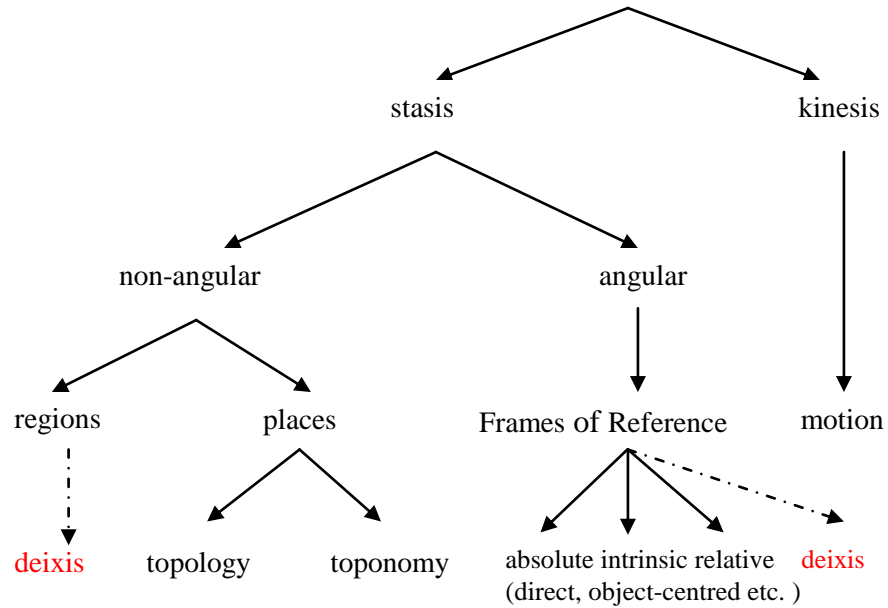 stasis kinesis
non-angular angular
regions places Frames of Reference motion
deixis topology toponomy absolute intrinsic relative deixis
(direct, object-centred etc. )